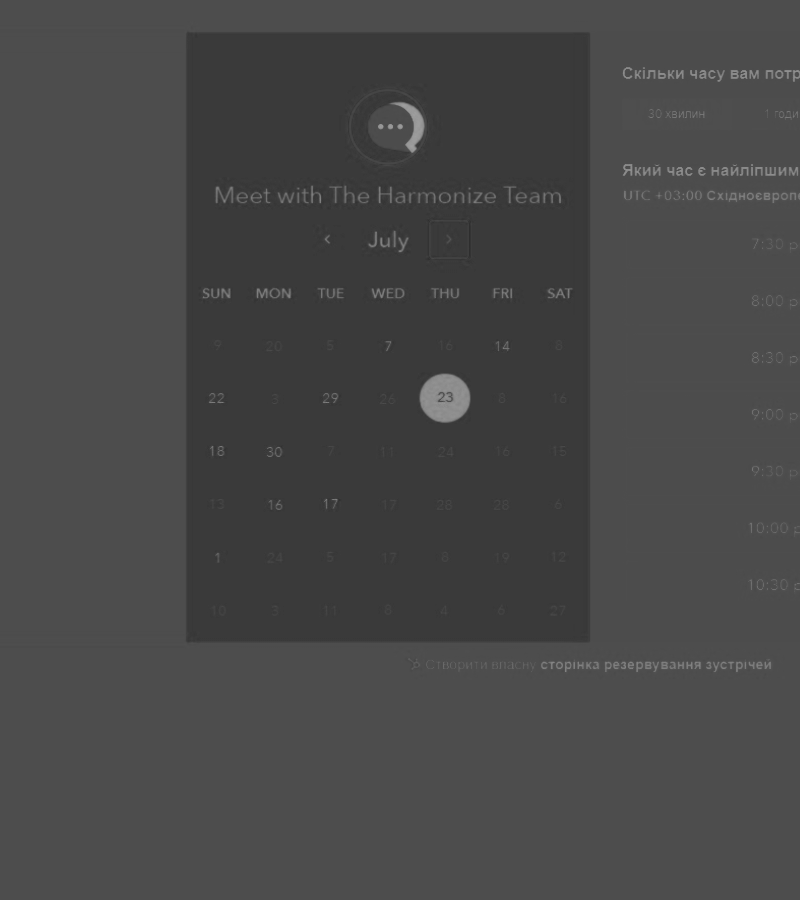 Meet with The Harmonize Team
July
SUN MON TUE WED THU FRI SAT
9 20 5 7 16 14 8
22 3 29 26 23 8 16
18 30 7 11 24 16 15
13 16 17 17 28 28 6
1 24 5 17 8 19 12
10 3 11 8 4 6 27
Скільки часу вам потр
30 хвилин 1 годи
Який час є найліпшим
UTC +03:00 Східноєвропе
7:30 p
8:00 p
8:30 p
9:00 p
9:30 p
10:00 p
10:30 p
Створити власну сторінка резервування зустрічей